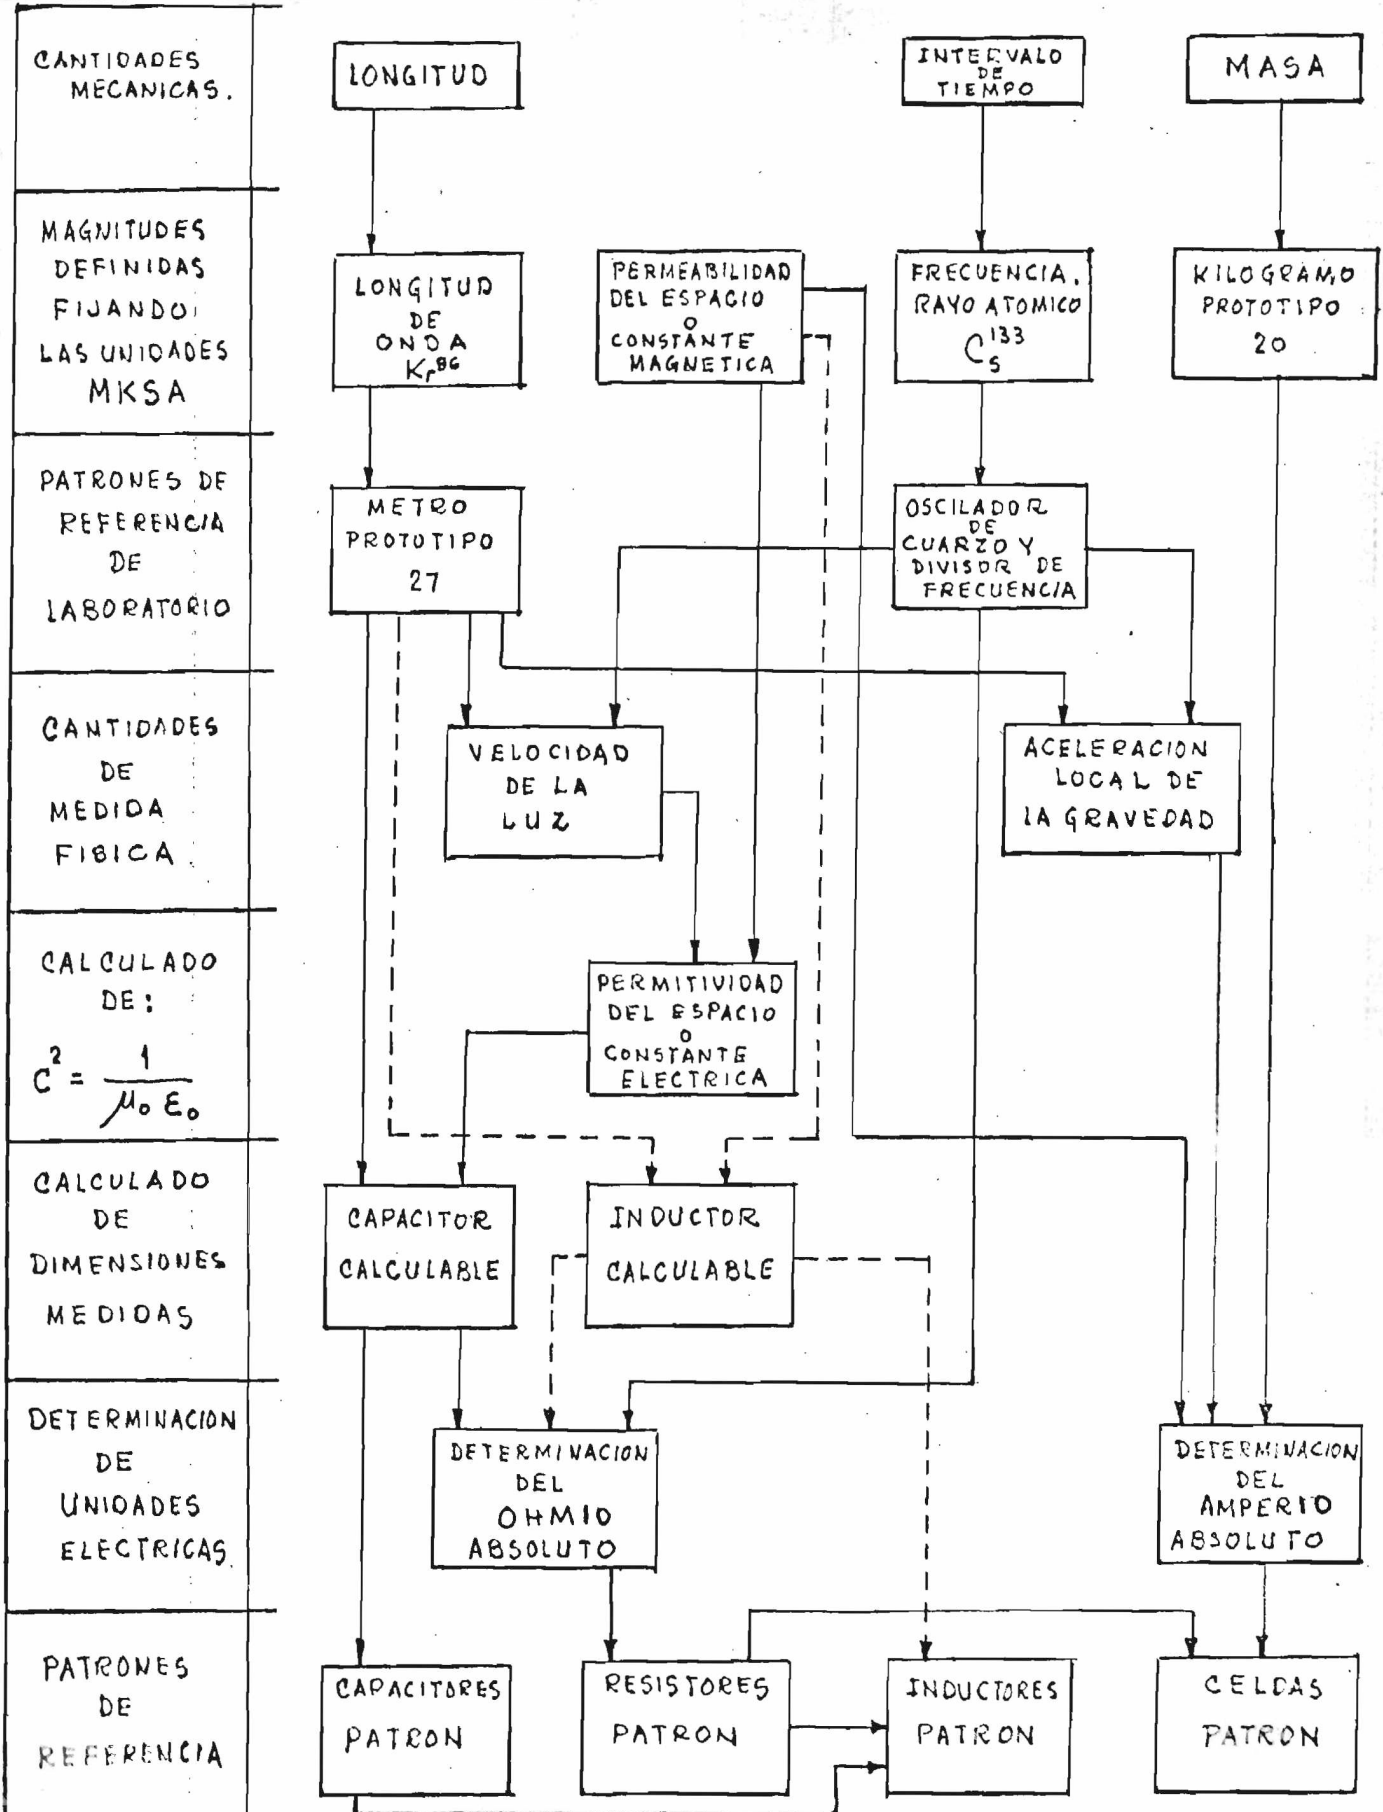 CANTIDADES
MECANICAS.
LONGITUD
INTERVALO
DE
TIEMPO
MASA
MAGNITUDES
DEFINIDAS
FIJANDO
LAS UNIDADES
MKSA
LONGITUD
DE
ONDA
Kr86
PERMEABILIDAD
DEL ESPACIO
O
CONSTANTE
MAGNETICA
FRECUENCIA.
RAYO ATOMICO
Cs133
KILOGRAMO
PROTOTIPO
20
PATRONES DE
REFERENCIA
DE
LABORATORIO
METRO
PROTOTIPO
27
OSCILADOR
DE
CUARZO Y
DIVISOR DE
FRECUENCIA
CANTIDADES
DE
MEDIDA
FISICA
VELOCIDAD
DE LA
LUZ
ACELERACION
LOCAL DE
LA GRAVEDAD
CALCULADO
DE:
C² = 1 / μ₀ ε₀
PERMITIVIDAD
DEL ESPACIO
O
CONSTANTE
ELECTRICA
CALCULADO
DE
DIMENSIONES
MEDIDAS
CAPACITOR
CALCULABLE
INDUCTOR
CALCULABLE
DETERMINACION
DE
UNIDADES
ELECTRICAS.
DETERMINACION
DEL
OHMIO
ABSOLUTO
DETERMINACION
DEL
AMPERIO
ABSOLUTO
PATRONES
DE
REFERENCIA
CAPACITORES
PATRON
RESISTORES
PATRON
INDUCTORES
PATRON
CELDAS
PATRON